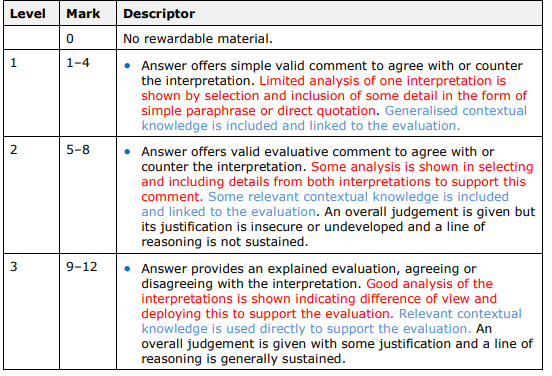 Level Mark Descriptor
0 No rewardable material.
1 1–4 • Answer offers simple valid comment to agree with or counter
the interpretation. Limited analysis of one interpretation is
shown by selection and inclusion of some detail in the form of
simple paraphrase or direct quotation. Generalised contextual
knowledge is included and linked to the evaluation.
2 5–8 • Answer offers valid evaluative comment to agree with or
counter the interpretation. Some analysis is shown in selecting
and including details from both interpretations to support this
comment. Some relevant contextual knowledge is included
and linked to the evaluation. An overall judgement is given but
its justification is insecure or undeveloped and a line of
reasoning is not sustained.
3 9–12 • Answer provides an explained evaluation, agreeing or
disagreeing with the interpretation. Good analysis of the
interpretations is shown indicating difference of view and
deploying this to support the evaluation. Relevant contextual
knowledge is used directly to support the evaluation. An
overall judgement is given with some justification and a line of
reasoning is generally sustained.